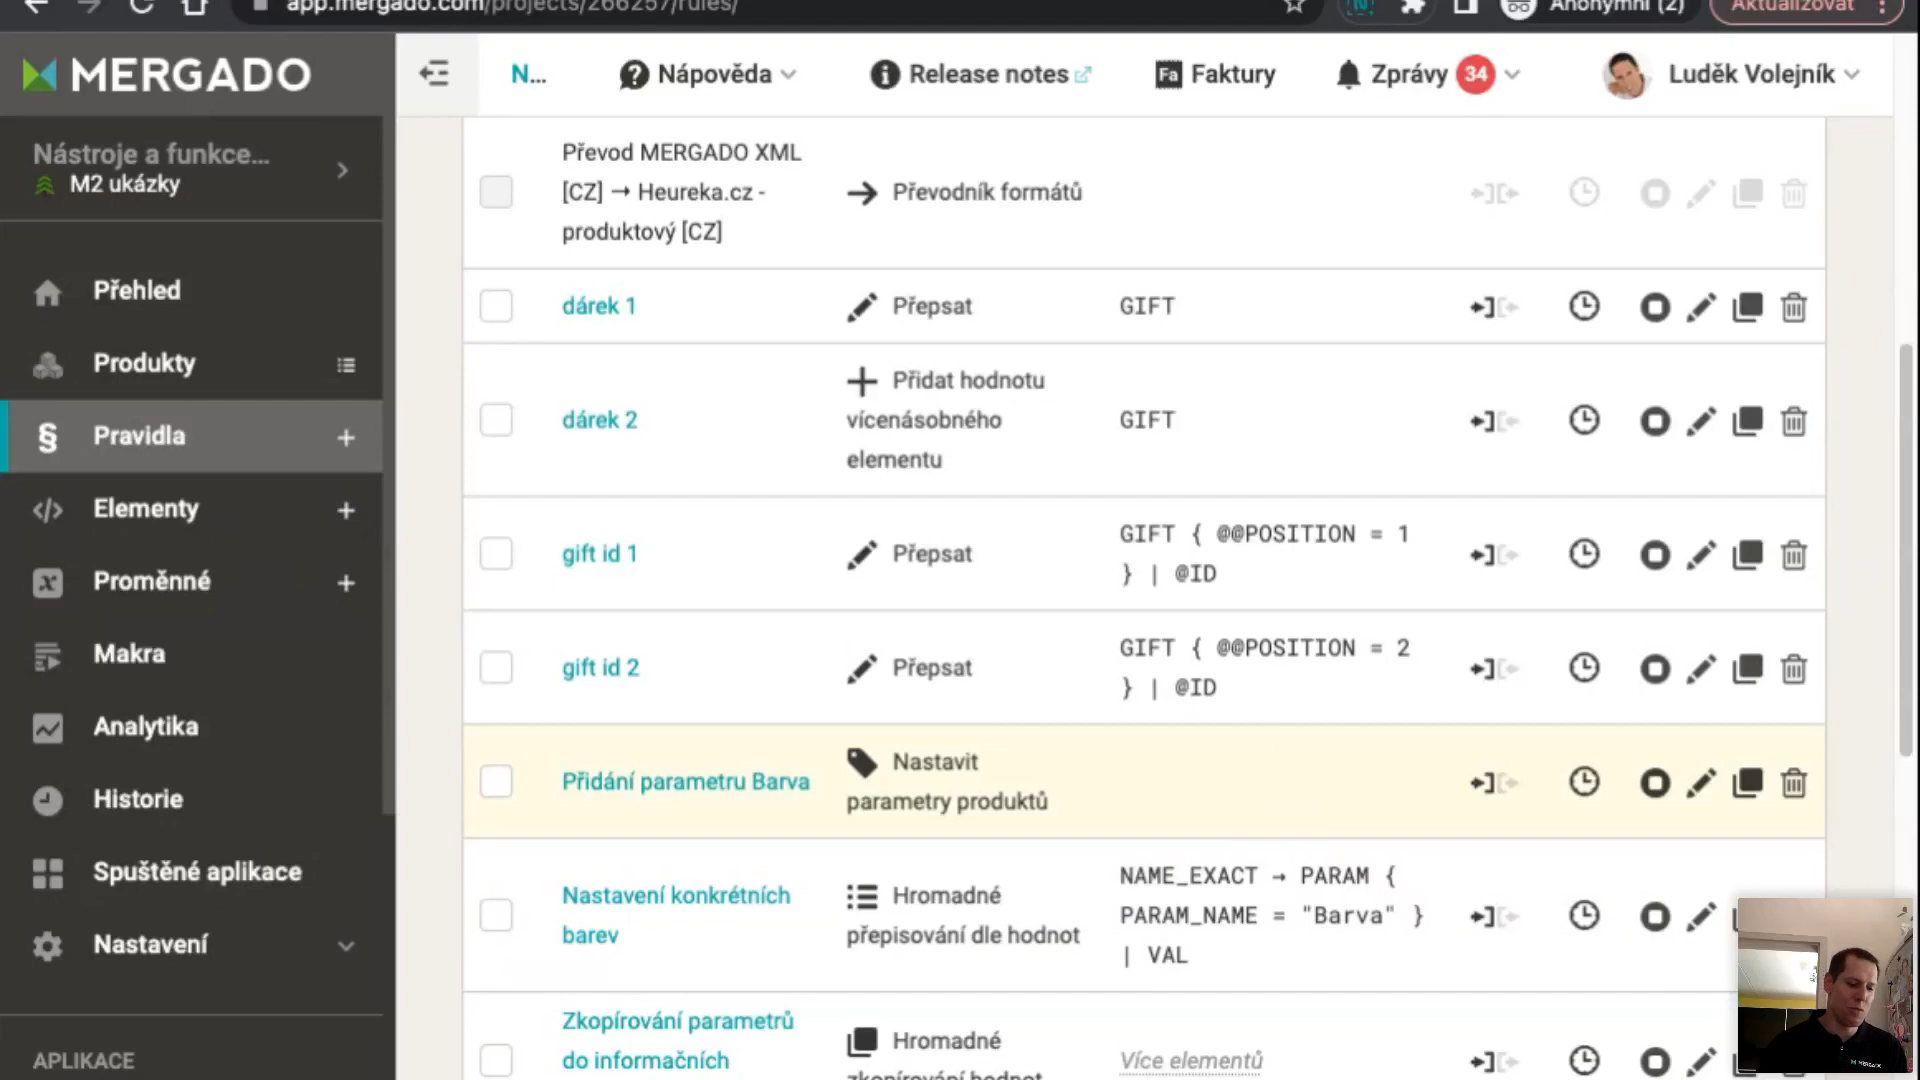 app.mergado.com/projects/266257/rules/
Anonymní (2)
Aktualizovat
MERGADO
N...
Nápověda
Release notes
Fa Faktury
Zprávy 34
Luděk Volejník
Nástroje a funkce...
M2 ukázky
Přehled
Produkty
§ Pravidla +
Elementy +
x Proměnné +
Makra
Analytika
Historie
Spuštěné aplikace
Nastavení
APLIKACE
Převod MERGADO XML
[CZ] → Heureka.cz -
produktový [CZ]
→ Převodník formátů
dárek 1
Přepsat
GIFT
dárek 2
+ Přidat hodnotu
vícenásobného
elementu
GIFT
gift id 1
Přepsat
GIFT { @@POSITION = 1
} | @ID
gift id 2
Přepsat
GIFT { @@POSITION = 2
} | @ID
Přidání parametru Barva
Nastavit
parametry produktů
Nastavení konkrétních
barev
Hromadné
přepisování dle hodnot
NAME_EXACT → PARAM {
PARAM_NAME = "Barva" }
| VAL
Zkopírování parametrů
do informačních
Hromadné
zkopírování hodnot
Více elementů